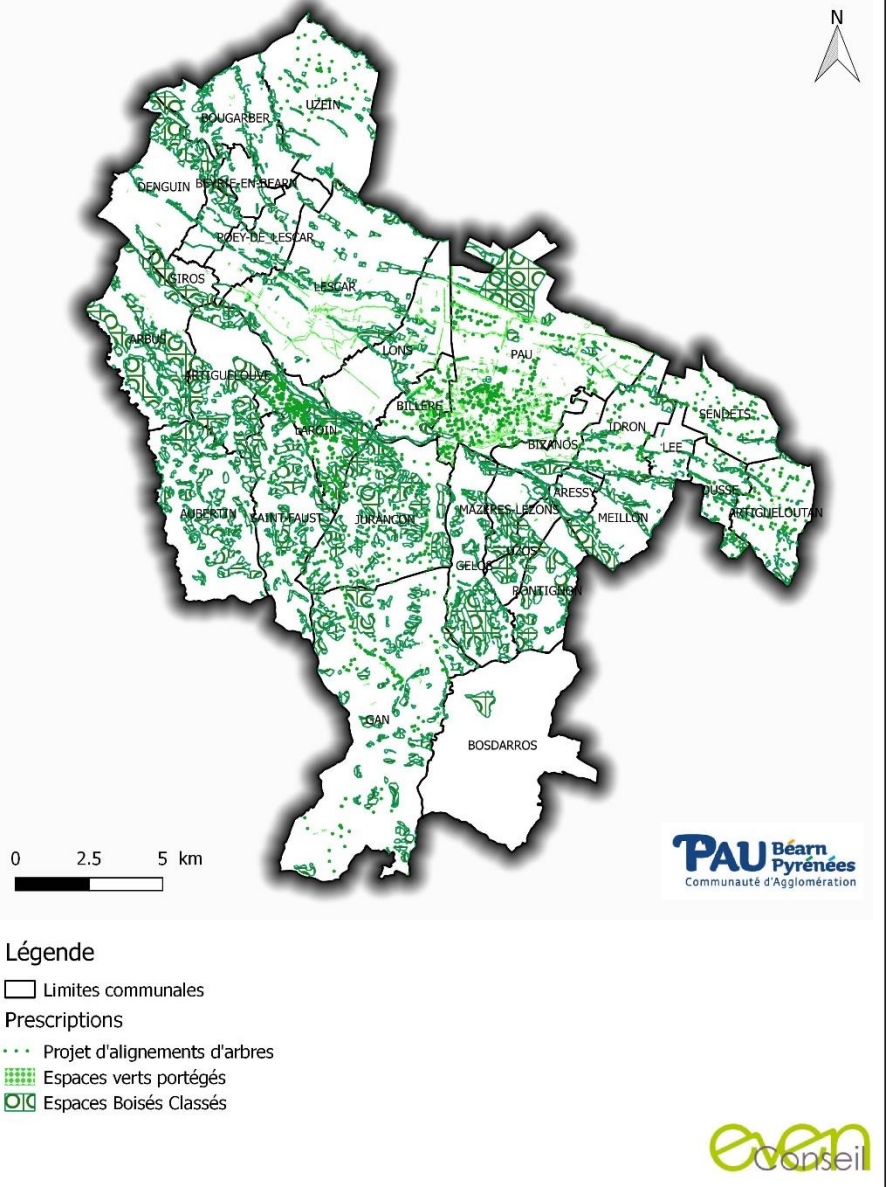 N
UZEIN
BOUGARBER
DENGUIN
BEYRIE-EN-BEARN
POEY-DE_LESCAR
SIROS
LESCAR
ARBUS
LONS
PAU
ARTIGUELOUVE
BILLERE
SENDETS
LAROIN
IDRON
BIZANOS
LEE
ARESSY
OUSSE
AUBERTIN
SAINT-FAUST
JURANCON
MAZERES-LEZONS
MEILLON
ARTIGUELOUTAN
UZOS
GELOS
RONTIGNON
GAN
BOSDARROS
0 2.5 5 km
PAU Béarn
Pyrénées
Communauté d'Agglomération
Légende
Limites communales
Prescriptions
Projet d'alignements d'arbres
Espaces verts portégés
Espaces Boisés Classés
even
Conseil